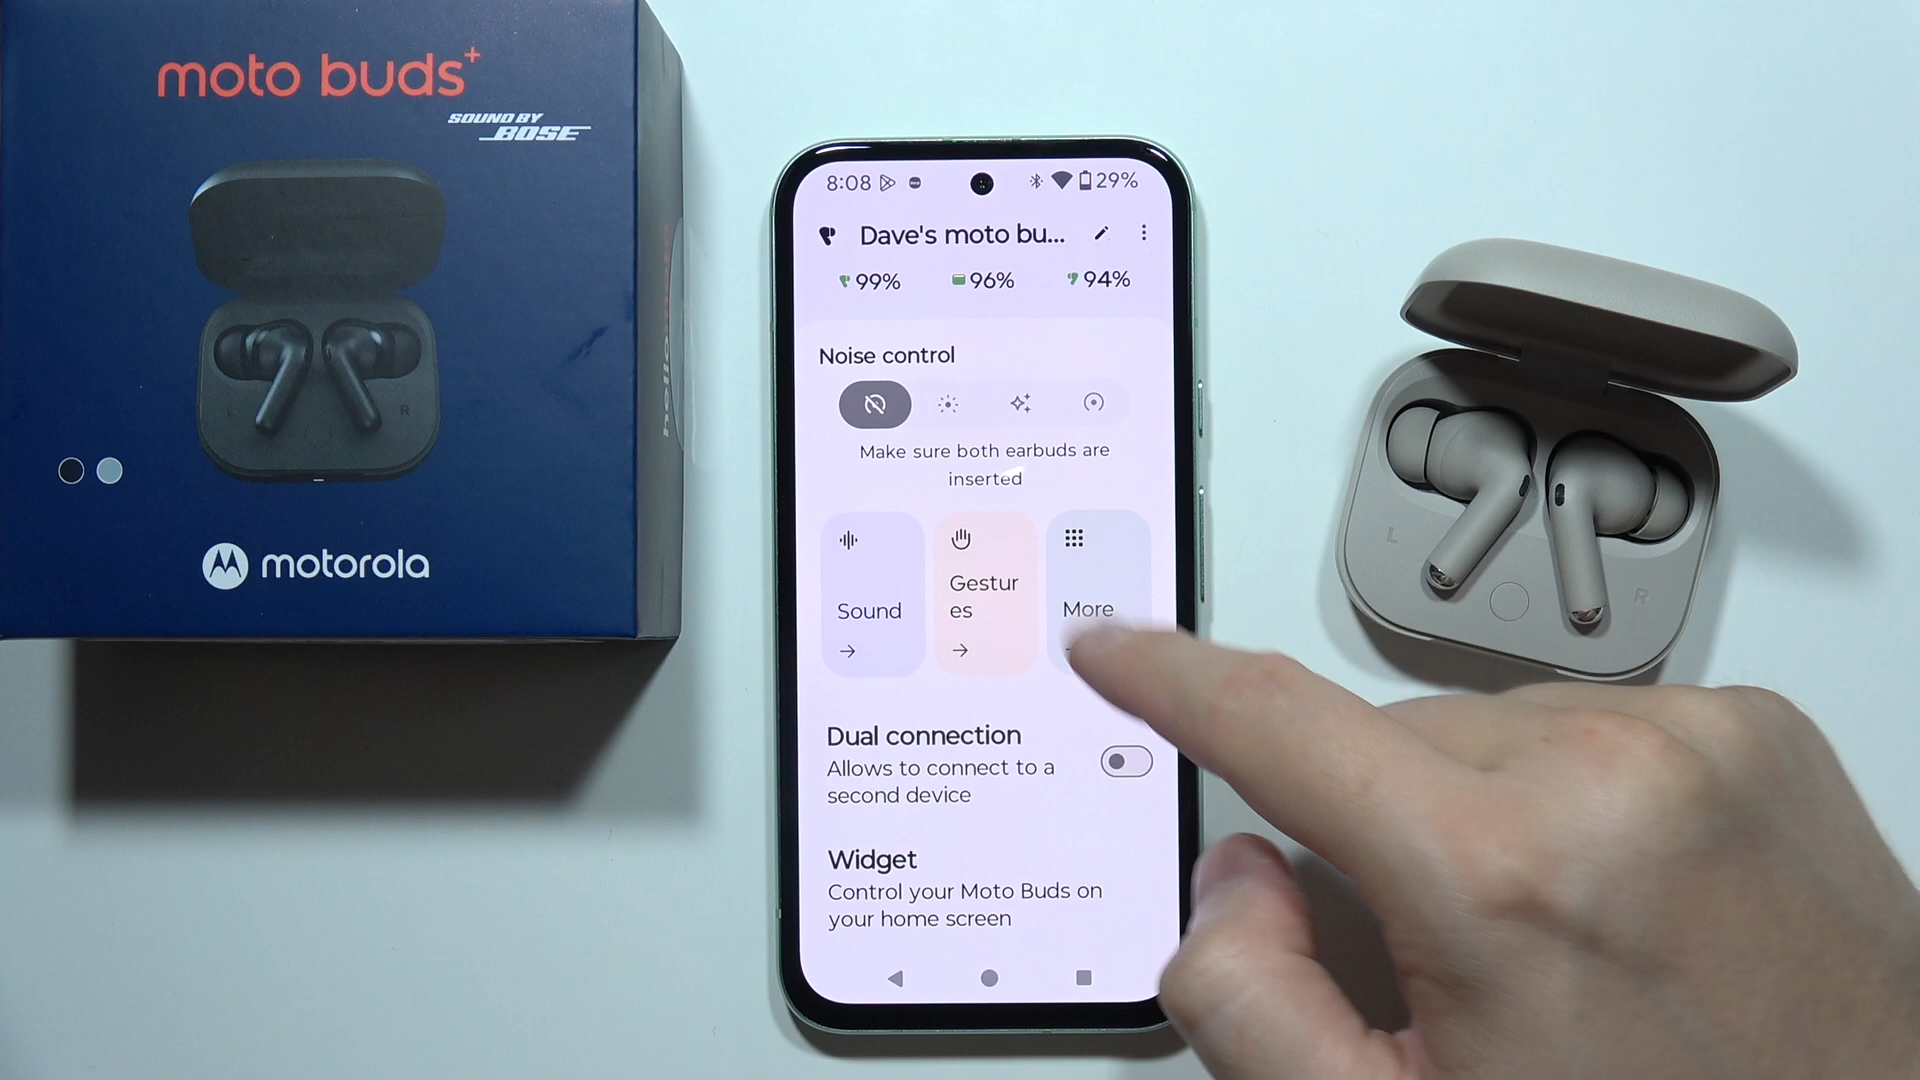 moto buds+
SOUND BY
BOSE
L
R
motorola
hellomoto
8:08
29%
Dave's moto bu...
99%
96%
94%
Noise control
Make sure both earbuds are
inserted
Sound
Gestur
es
More
Dual connection
Allows to connect to a
second device
Widget
Control your Moto Buds on
your home screen
L
R